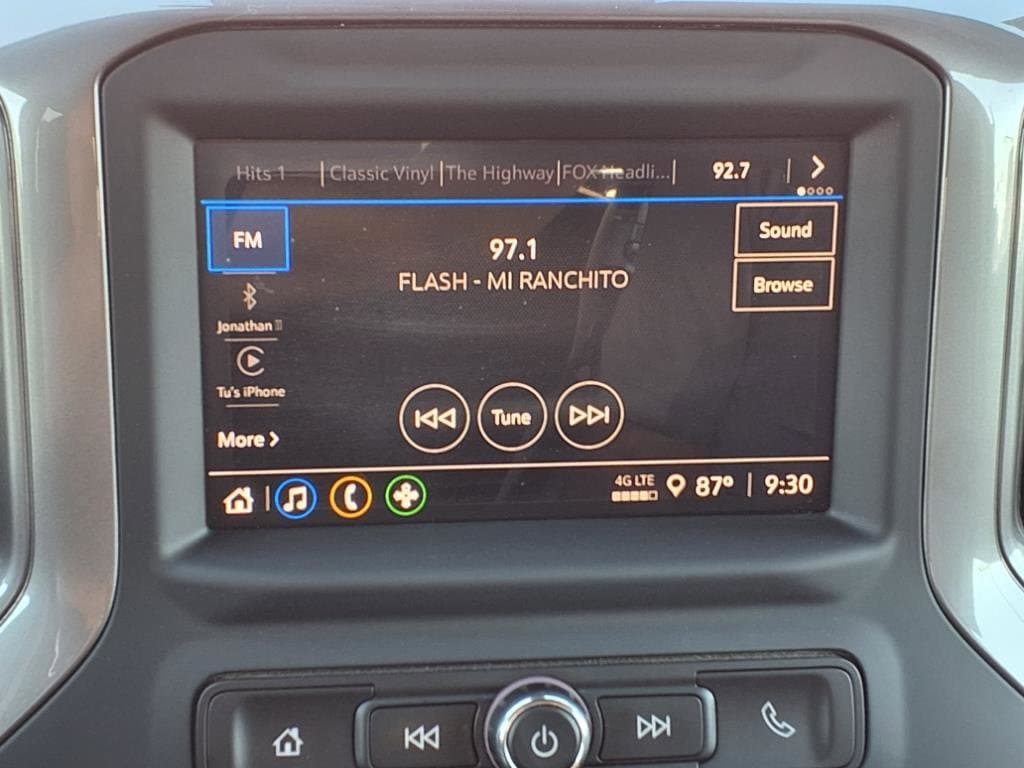 Hits 1 | Classic Vinyl | The Highway | FOX Headli... | 92.7
FM
97.1
FLASH - MI RANCHITO
Sound
Browse
Jonathan
Tu's iPhone
More >
Tune
4G LTE
87° | 9:30